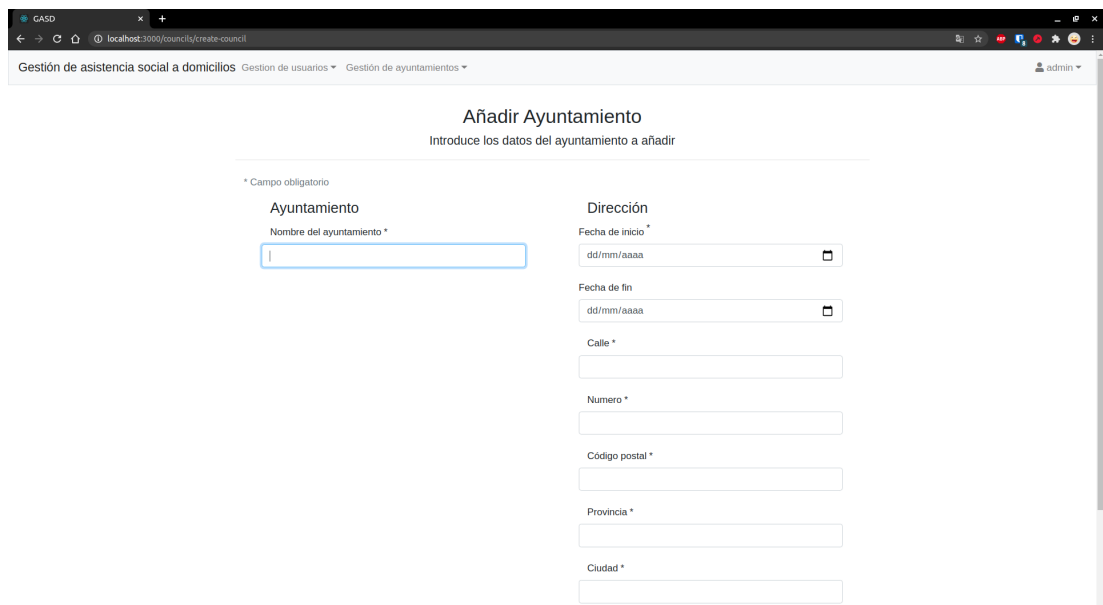 GASD
localhost:3000/councils/create-council
ABP
Gestión de asistencia social a domicilios Gestion de usuarios Gestión de ayuntamientos admin
Añadir Ayuntamiento
Introduce los datos del ayuntamiento a añadir
* Campo obligatorio
Ayuntamiento
Nombre del ayuntamiento *
Dirección
Fecha de inicio *
dd/mm/aaaa
Fecha de fin
dd/mm/aaaa
Calle *
Numero *
Código postal *
Provincia *
Ciudad *